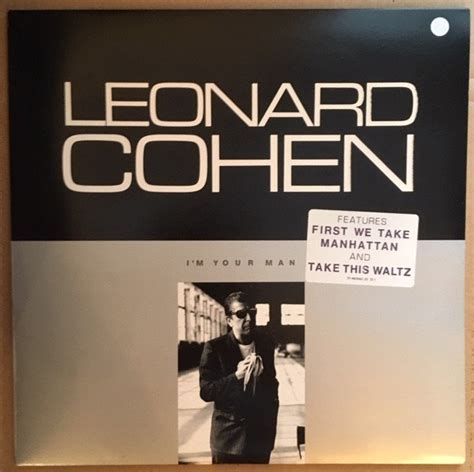 LEONARD
COHEN
I'M YOUR MAN
FEATURES
FIRST WE TAKE
MANHATTAN
AND
TAKE THIS WALTZ